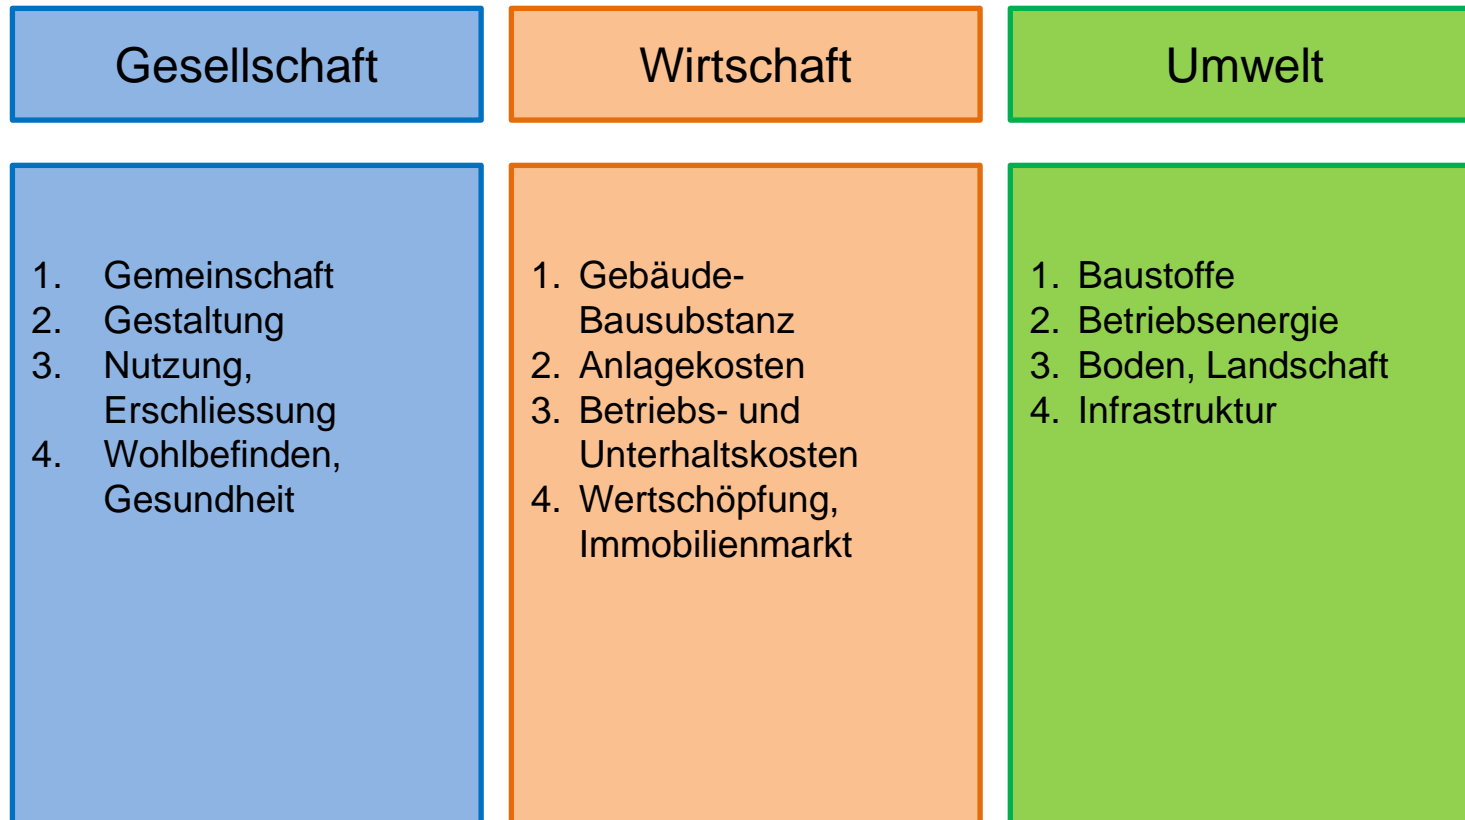 Gesellschaft
1. Gemeinschaft
2. Gestaltung
3. Nutzung,
Erschliessung
4. Wohlbefinden,
Gesundheit
Wirtschaft
1. Gebäude-
Bausubstanz
2. Anlagekosten
3. Betriebs- und
Unterhaltskosten
4. Wertschöpfung,
Immobilienmarkt
Umwelt
1. Baustoffe
2. Betriebsenergie
3. Boden, Landschaft
4. Infrastruktur